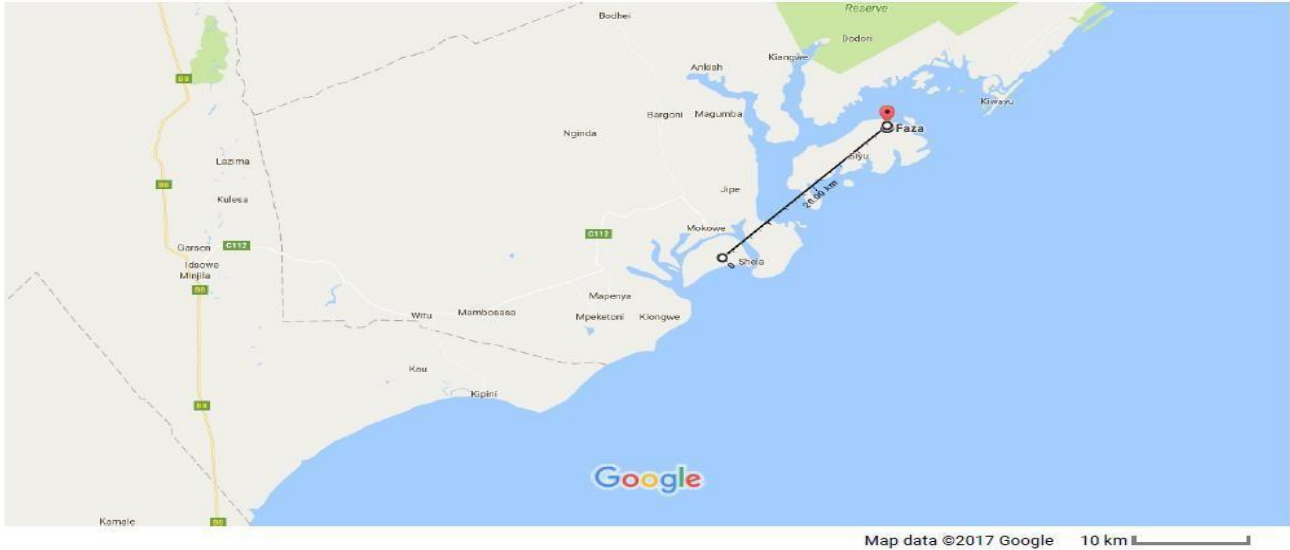 Bodhei
Reserve
Dodori
Kiangwe
Ankish
B8
Kiwayu
Bargoni
Magumba
Faza
Nginda
Siyu
Lazima
B8
Jipe
Kulesa
Mokowe
C112
Garsen
C112
Idsowe
Minjila
Shela
0
B8
Mapenya
Witu
Mambosasa
Mpeketoni
Kiongwe
Kau
Kipini
B8
Google
Kamale
B8
Map data ©2017 Google
10 km